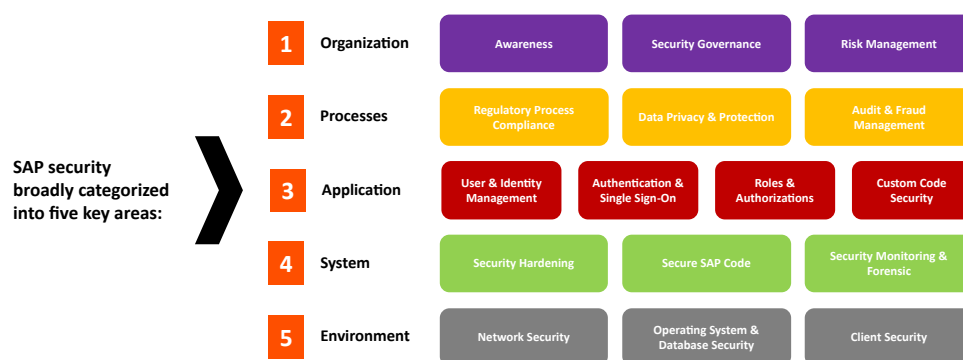 1
Organization
Awareness
Security Governance
Risk Management
2
Processes
Regulatory Process
Compliance
Data Privacy & Protection
Audit & Fraud
Management
SAP security
broadly categorized
into five key areas:
3
Application
User & Identity
Management
Authentication &
Single Sign-On
Roles &
Authorizations
Custom Code
Security
4
System
Security Hardening
Secure SAP Code
Security Monitoring &
Forensic
5
Environment
Network Security
Operating System &
Database Security
Client Security